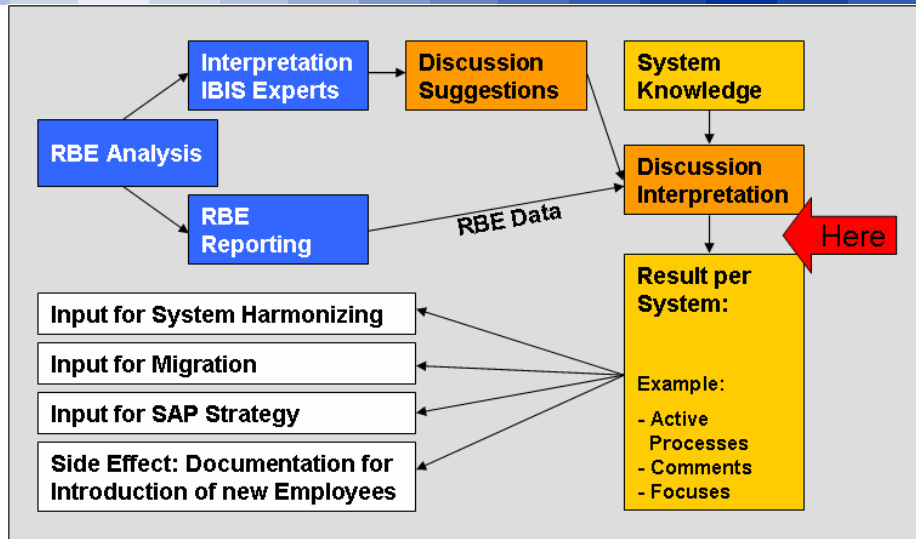 Interpretation
IBIS Experts
Discussion
Suggestions
System
Knowledge
RBE Analysis
Discussion
Interpretation
RBE
Reporting
RBE Data
Here
Result per
System:
Example:
- Active
Processes
- Comments
- Focuses
Input for System Harmonizing
Input for Migration
Input for SAP Strategy
Side Effect: Documentation for
Introduction of new Employees